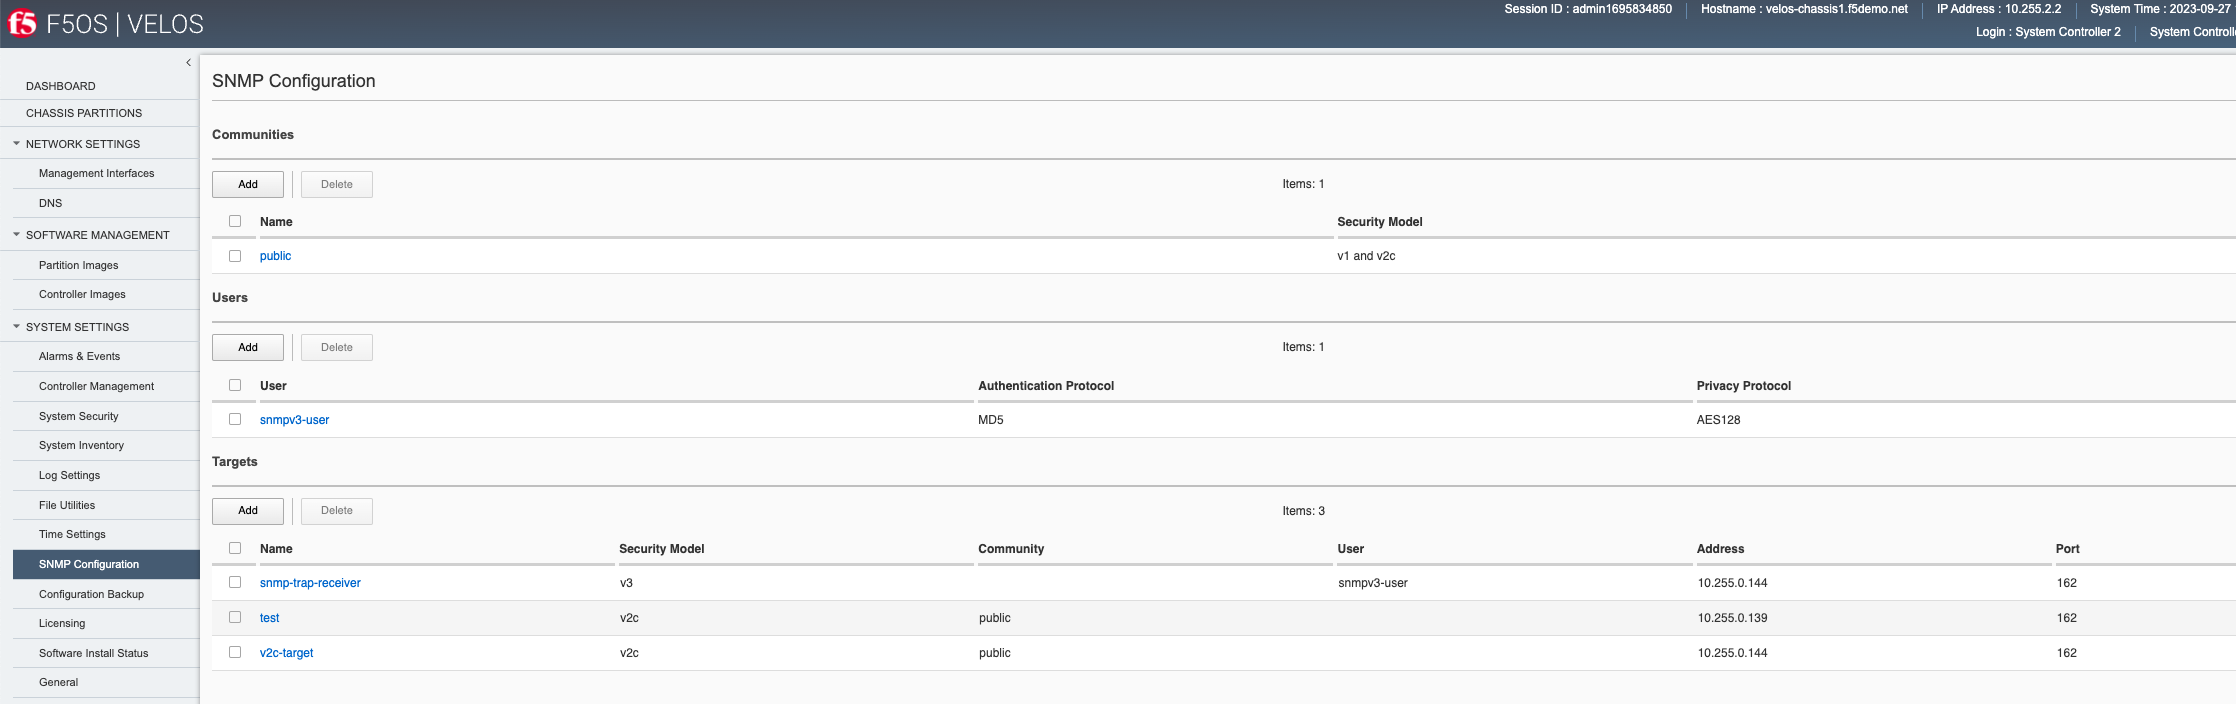 f5 F5OS | VELOS
Session ID : admin1695834850 Hostname : velos-chassis1.f5demo.net IP Address : 10.255.2.2 System Time : 2023-09-27
Login : System Controller 2 System Controll
DASHBOARD
CHASSIS PARTITIONS
NETWORK SETTINGS
Management Interfaces
DNS
SOFTWARE MANAGEMENT
Partition Images
Controller Images
SYSTEM SETTINGS
Alarms & Events
Controller Management
System Security
System Inventory
Log Settings
File Utilities
Time Settings
SNMP Configuration
Configuration Backup
Licensing
Software Install Status
General
SNMP Configuration
Communities
Add Delete Items: 1
Name Security Model
public v1 and v2c
Users
Add Delete Items: 1
User Authentication Protocol Privacy Protocol
snmpv3-user MD5 AES128
Targets
Add Delete Items: 3
Name Security Model Community User Address Port
snmp-trap-receiver v3 snmpv3-user 10.255.0.144 162
test v2c public 10.255.0.139 162
v2c-target v2c public 10.255.0.144 162